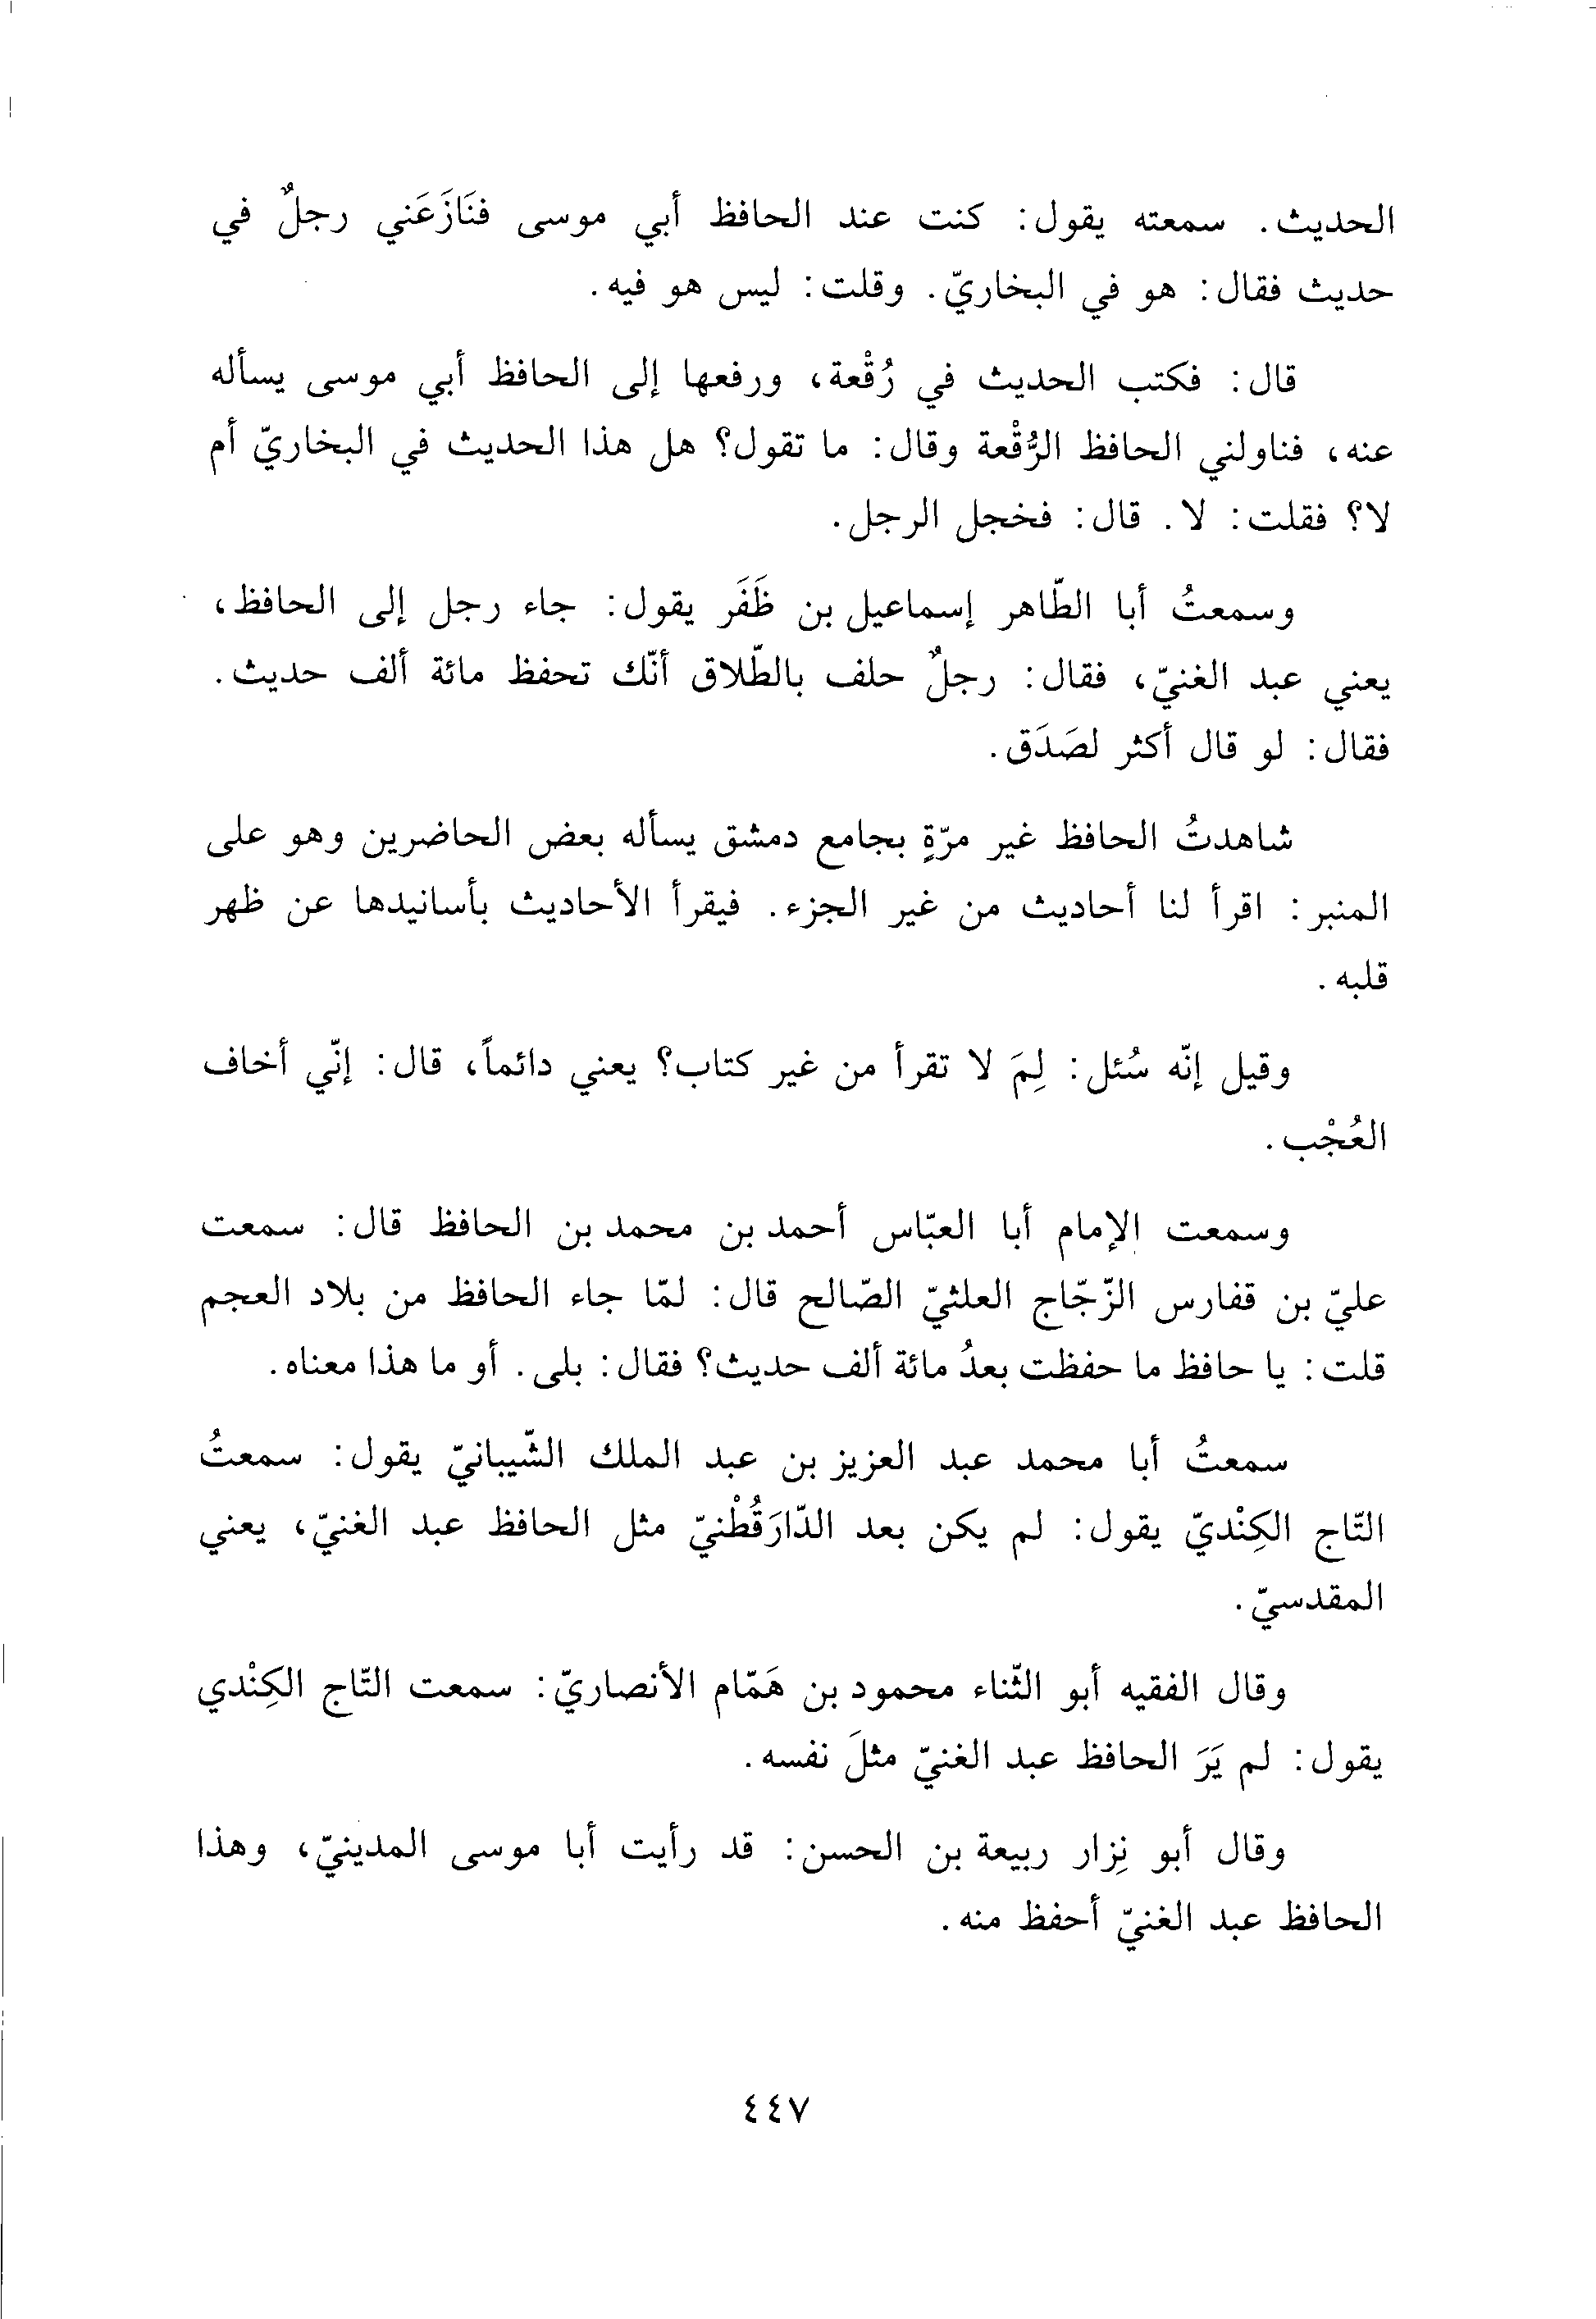 الحديث. سمعته يقول: كنت عند الحافظ أبي موسى فنَازَعَني رجلٌ في
حديث فقال: هو في البخاريّ. وقلت: ليس هو فيه.
قال: فكتب الحديث في رُقْعة، ورفعها إلى الحافظ أبي موسى يسأله
عنه، فناولني الحافظ الرُّقْعة وقال: ما تقول؟ هل هذا الحديث في البخاريّ أم
لا؟ فقلت: لا. قال: فخجل الرجل.
وسمعتُ أبا الطّاهر إسماعيل بن ظَفَر يقول: جاء رجل إلى الحافظ،
يعني عبد الغنيّ، فقال: رجلٌ حلف بالطّلاق أنّك تحفظ مائة ألف حديث.
فقال: لو قال أكثر لصَدَق.
شاهدتُ الحافظ غير مرّةٍ بجامع دمشق يسأله بعض الحاضرين وهو على
المنبر: اقرأ لنا أحاديث من غير الجزء. فيقرأ الأحاديث بأسانيدها عن ظهر
قلبه.
وقيل إنّه سُئل: لِمَ لا تقرأ من غير كتاب؟ يعني دائماً، قال: إنّي أخاف
العُجْب.
وسمعت الإمام أبا العبّاس أحمد بن محمد بن الحافظ قال: سمعت
عليّ بن قفارس الزّجّاج العلثيّ الصّالح قال: لمّا جاء الحافظ من بلاد العجم
قلت: يا حافظ ما حفظت بعدُ مائة ألف حديث؟ فقال: بلى. أو ما هذا معناه.
سمعتُ أبا محمد عبد العزيز بن عبد الملك الشّيبانيّ يقول: سمعتُ
التّاج الكِنْديّ يقول: لم يكن بعد الدّارَقُطْنيّ مثل الحافظ عبد الغنيّ، يعني
المقدسيّ.
وقال الفقيه أبو الثّناء محمود بن هَمّام الأنصاريّ: سمعت التّاج الكِنْدي
يقول: لم يَرَ الحافظ عبد الغنيّ مثلَ نفسه.
وقال أبو نِزار ربيعة بن الحسن: قد رأيت أبا موسى المدينيّ، وهذا
الحافظ عبد الغنيّ أحفظ منه.
٤٤٧